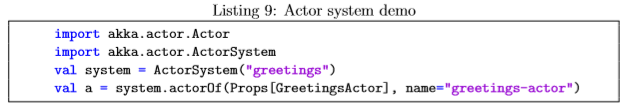 Listing 9: Actor system demo
import akka.actor.Actor
import akka.actor.ActorSystem
val system = ActorSystem("greetings")
val a = system.actorOf(Props[GreetingsActor], name="greetings-actor")